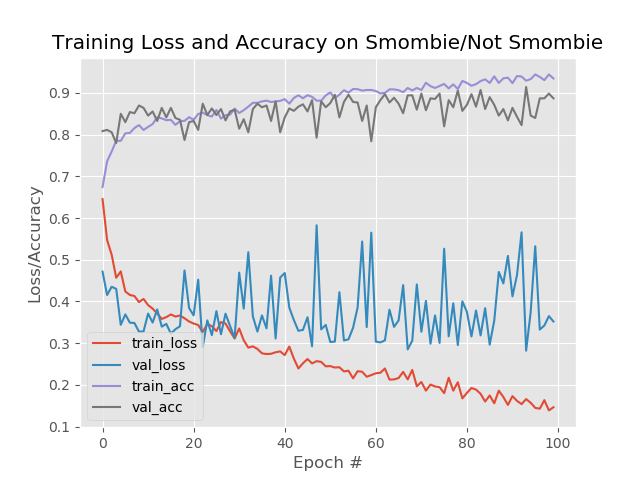 Training Loss and Accuracy on Smombie/Not Smombie
Loss/Accuracy
0.9
0.8
0.7
0.6
0.5
0.4
0.3
0.2
0.1
train_loss
val_loss
train_acc
val_acc
0 20 40 60 80 100
Epoch #